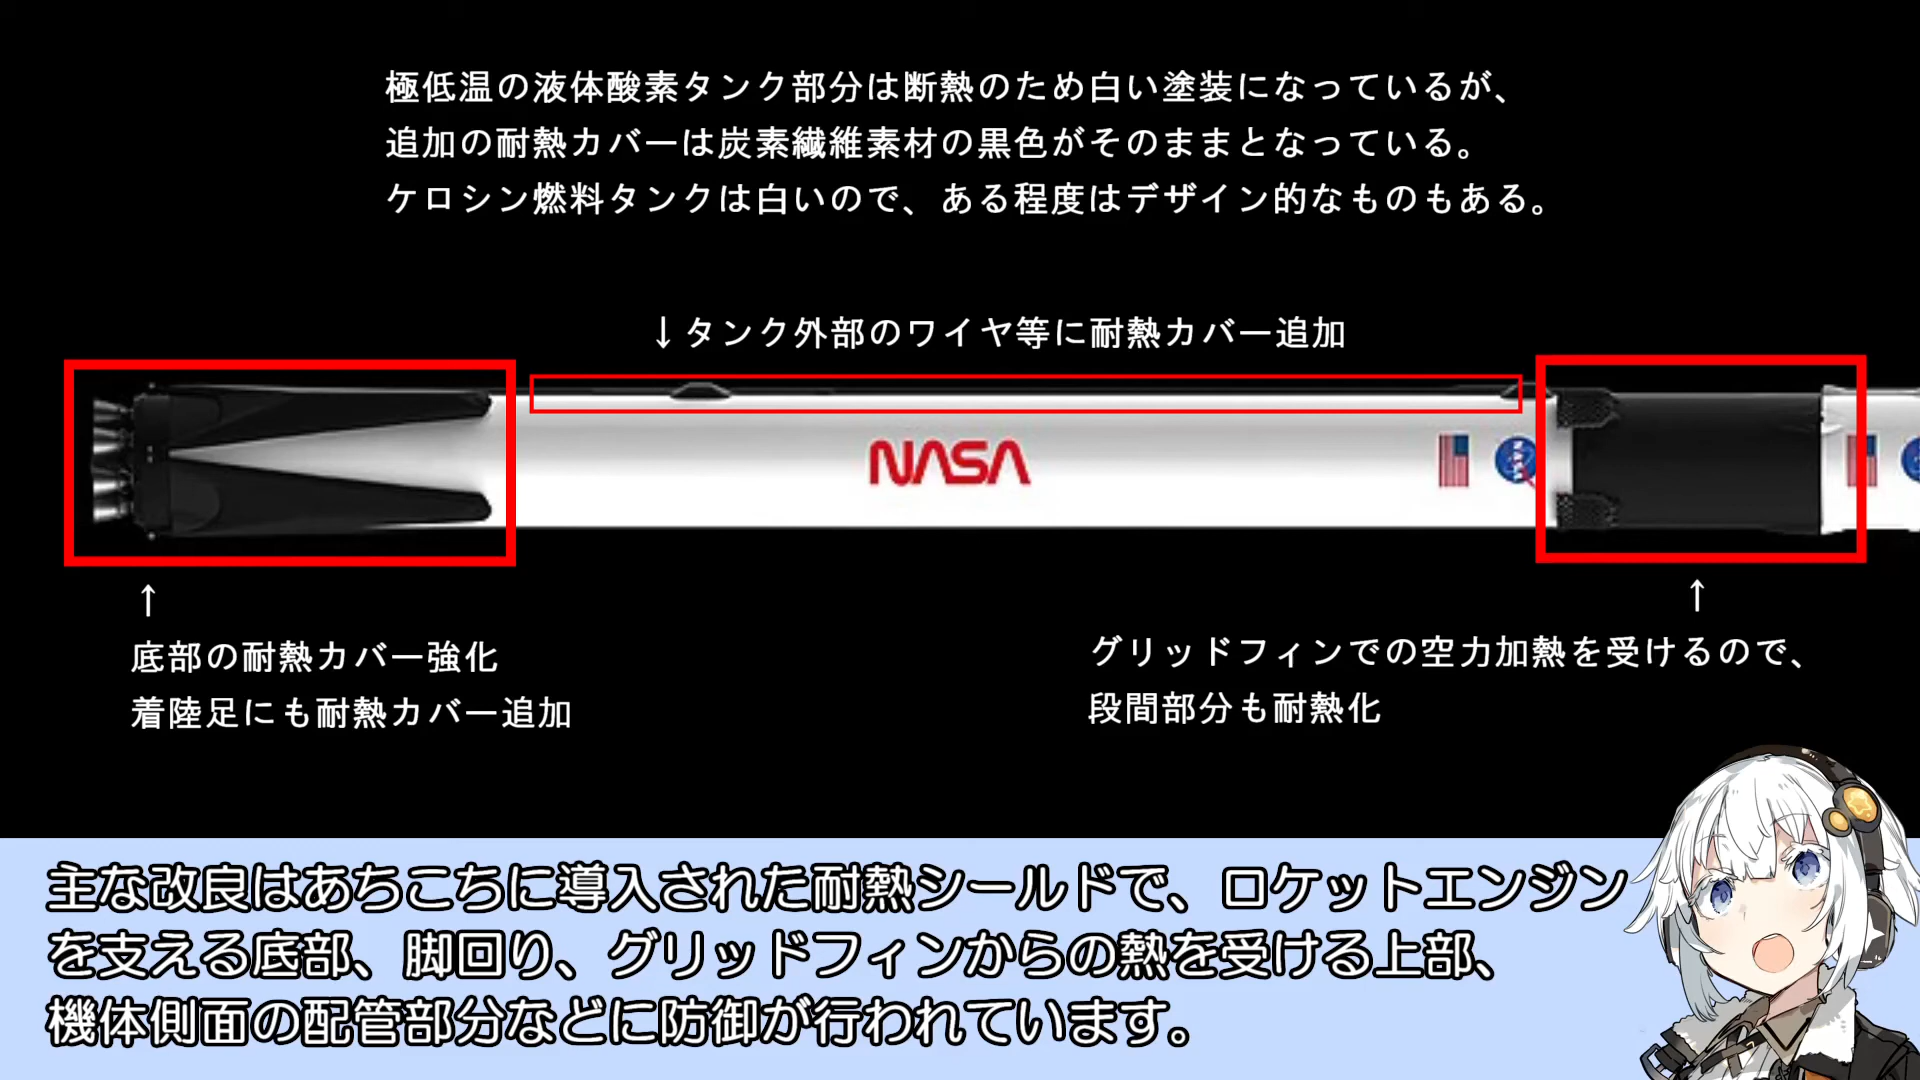 極低温の液体酸素タンク部分は断熱のため白い塗装になっているが、
追加の耐熱カバーは炭素繊維素材の黒色がそのままとなっている。
ケロシン燃料タンクは白いので、ある程度はデザイン的なものもある。
↓タンク外部のワイヤ等に耐熱カバー追加
NASA
NASA
↑
底部の耐熱カバー強化
着陸足にも耐熱カバー追加
↑
グリッドフィンでの空力加熱を受けるので、
段間部分も耐熱化
主な改良はあちこちに導入された耐熱シールドで、ロケットエンジン
を支える底部、脚回り、グリッドフィンからの熱を受ける上部、
機体側面の配管部分などに防御が行われています。